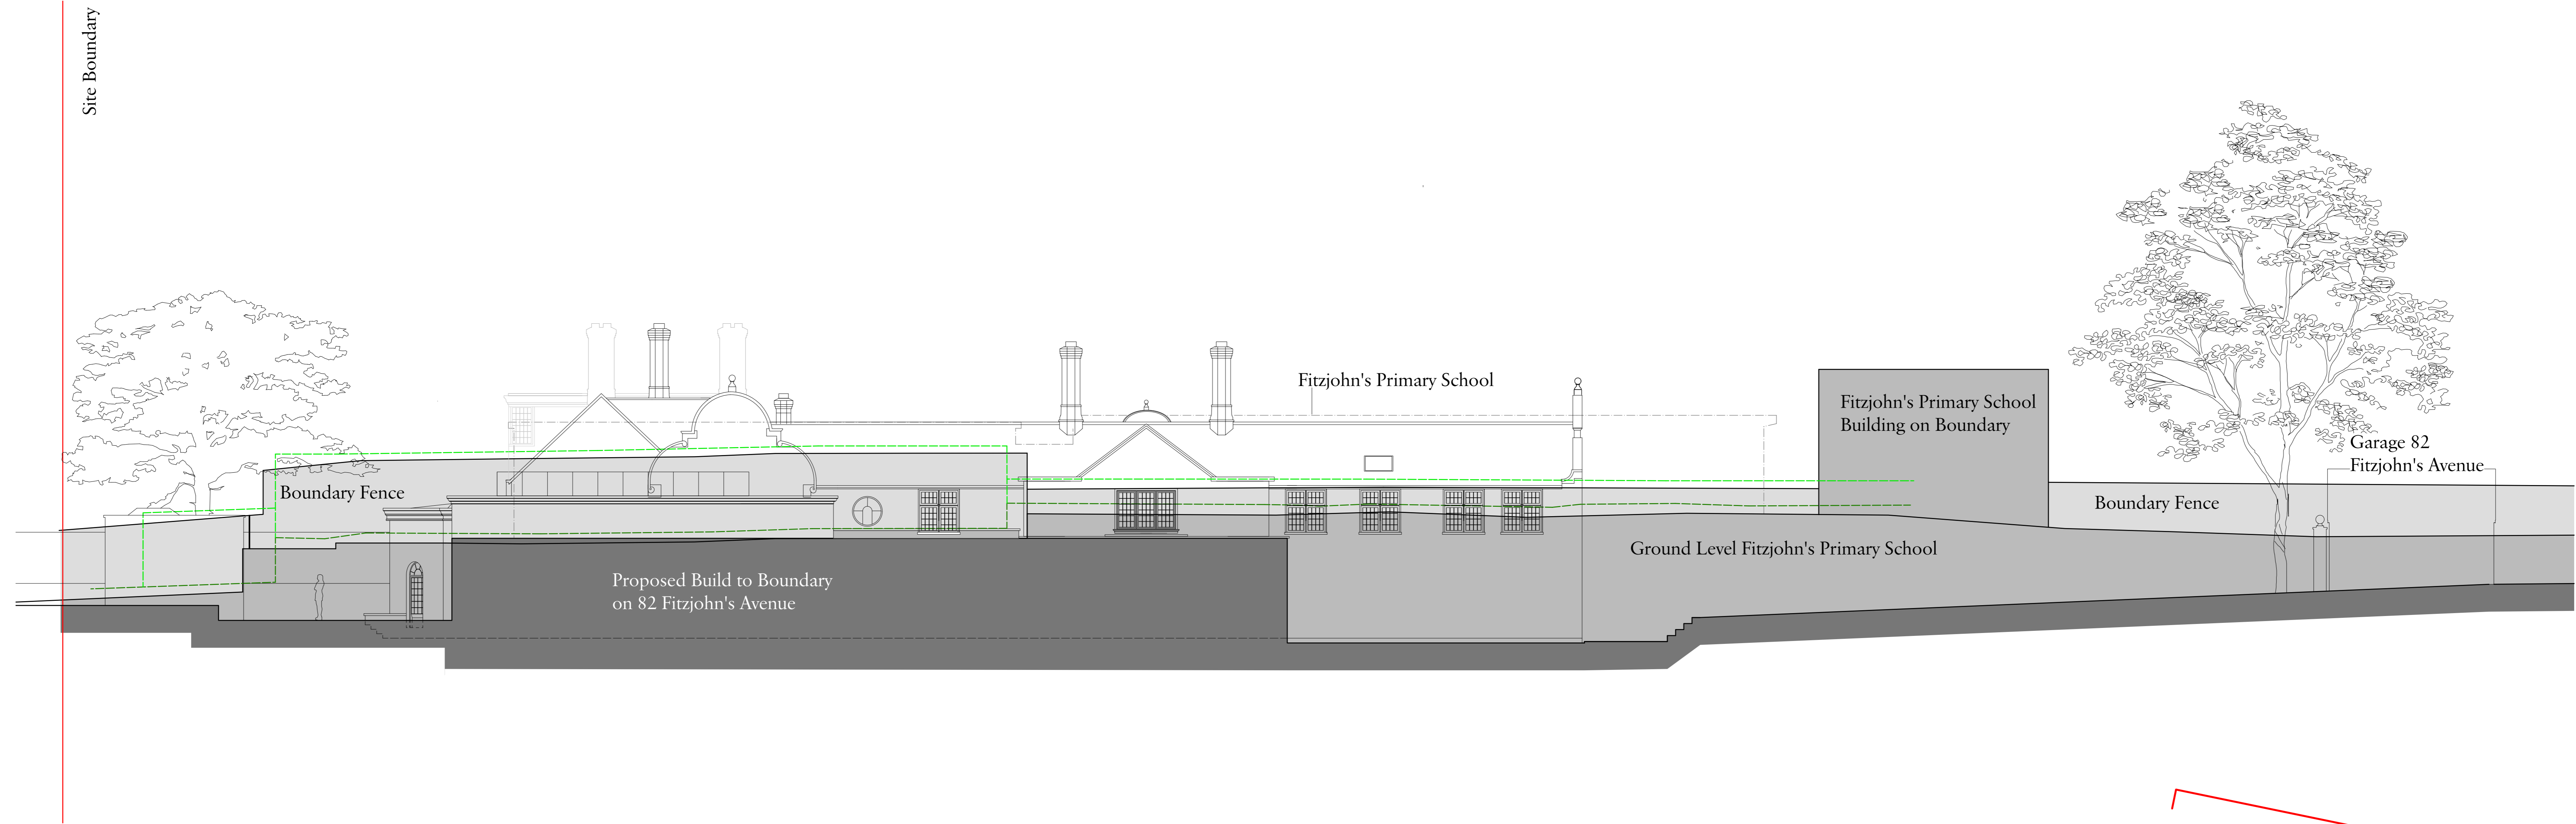 Site Boundary
Fitzjohn's Primary School
Fitzjohn's Primary School
Building on Boundary
Garage 82
Fitzjohn's Avenue
Boundary Fence
Boundary Fence
Ground Level Fitzjohn's Primary School
Proposed Build to Boundary
on 82 Fitzjohn's Avenue